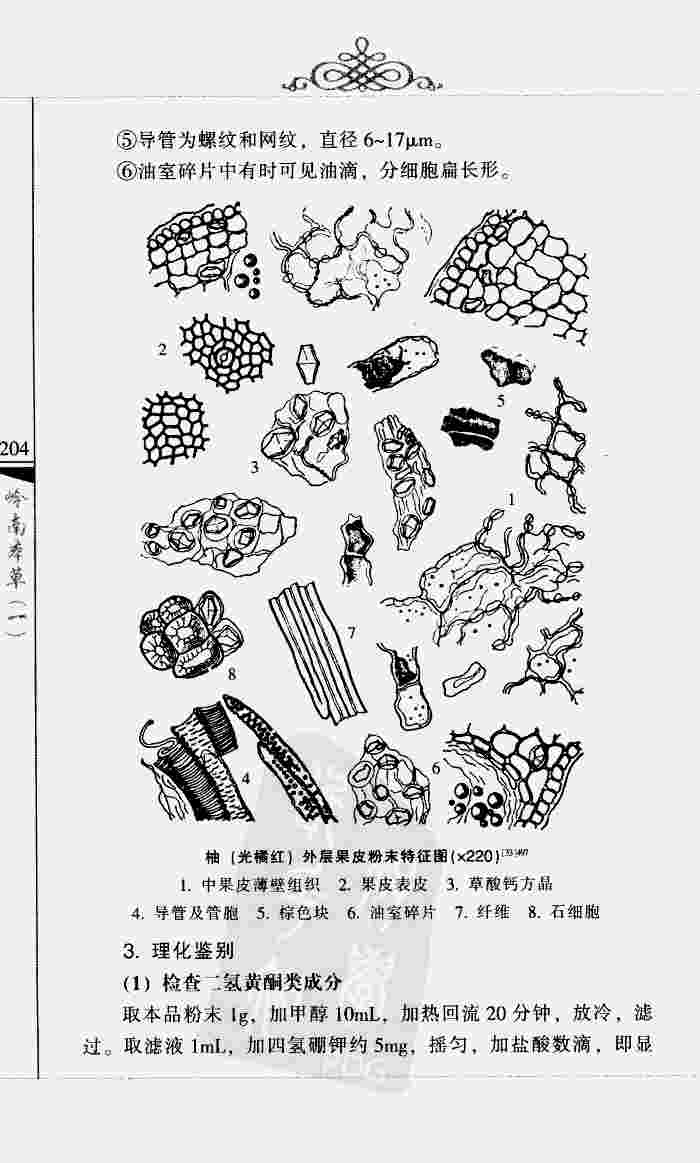 ⑤导管为螺纹和网纹，直径 6~17μm。
⑥油室碎片中有时可见油滴，分细胞扁长形。
2
5
3
1
7
8
4
6
204
岭南本草(一)
柚（光橘红）外层果皮粉末特征图(×220)
1. 中果皮薄壁组织 2. 果皮表皮 3. 草酸钙方晶
4. 导管及管胞 5. 棕色块 6. 油室碎片 7. 纤维 8. 石细胞
3. 理化鉴别
(1) 检查二氢黄酮类成分
取本品粉末 1g，加甲醇 10mL，加热回流 20 分钟，放冷，滤
过。取滤液 1mL，加四氢硼钾约 5mg，摇匀，加盐酸数滴，即显